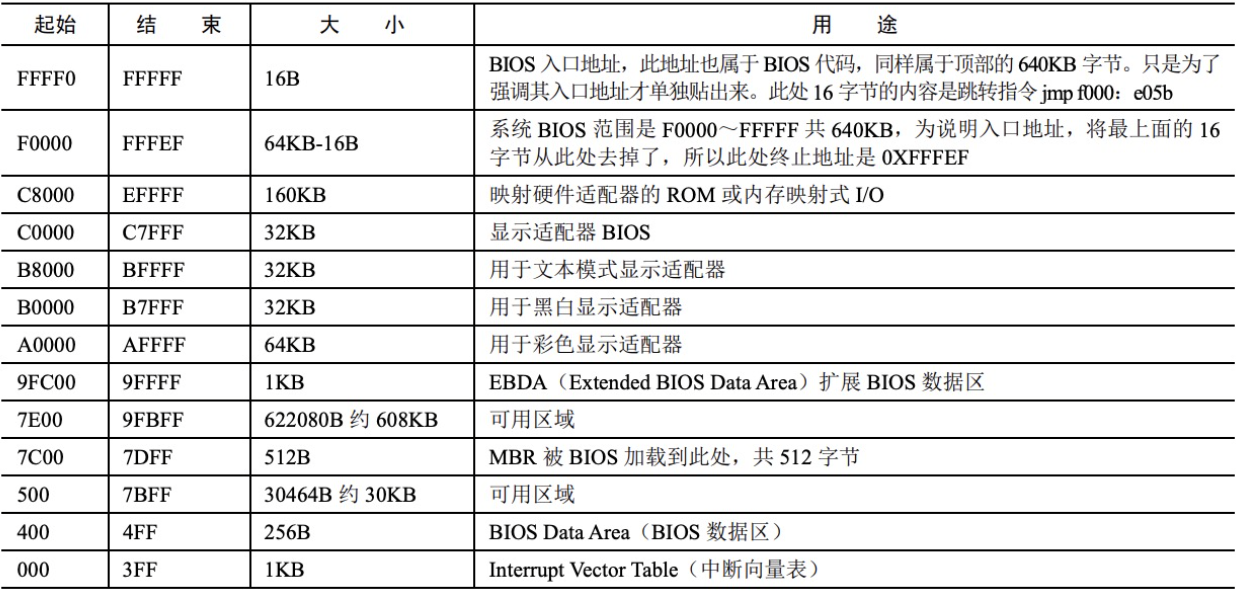 起始 结 束 大 小 用 途
FFFF0 FFFFF 16B BIOS 入口地址，此地址也属于 BIOS 代码，同样属于顶部的 640KB 字节。只是为了
强调其入口地址才单独贴出来。此处 16 字节的内容是跳转指令 jmp f000：e05b
F0000 FFFEF 64KB-16B 系统 BIOS 范围是 F0000～FFFFF 共 640KB，为说明入口地址，将最上面的 16
字节从此处去掉了，所以此处终止地址是 0XFFFEF
C8000 EFFFF 160KB 映射硬件适配器的 ROM 或内存映射式 I/O
C0000 C7FFF 32KB 显示适配器 BIOS
B8000 BFFFF 32KB 用于文本模式显示适配器
B0000 B7FFF 32KB 用于黑白显示适配器
A0000 AFFFF 64KB 用于彩色显示适配器
9FC00 9FFFF 1KB EBDA（Extended BIOS Data Area）扩展 BIOS 数据区
7E00 9FBFF 622080B 约 608KB 可用区域
7C00 7DFF 512B MBR 被 BIOS 加载到此处，共 512 字节
500 7BFF 30464B 约 30KB 可用区域
400 4FF 256B BIOS Data Area（BIOS 数据区）
000 3FF 1KB Interrupt Vector Table（中断向量表）